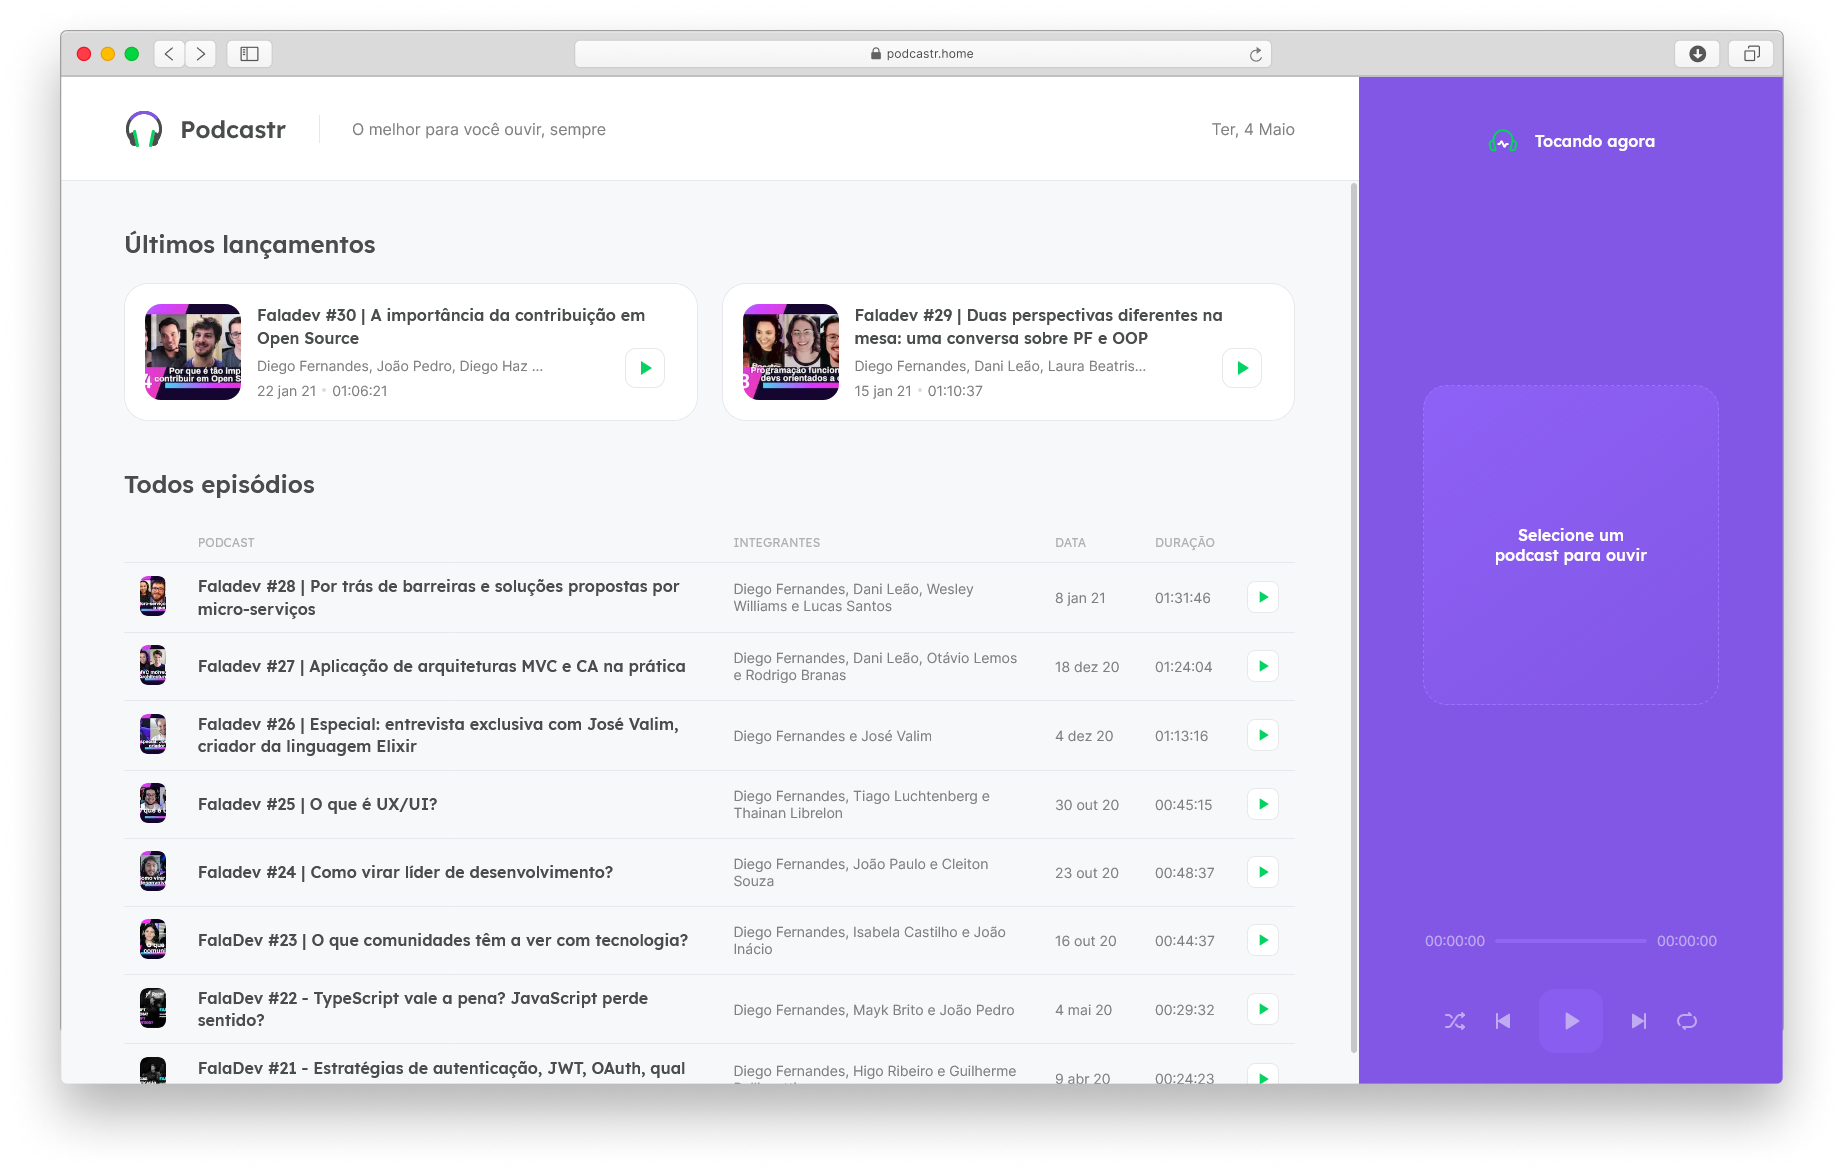 podcastr.home
Podcastr
O melhor para você ouvir, sempre
Ter, 4 Maio
Tocando agora
Últimos lançamentos
Faladev #30 | A importância da contribuição em
Open Source
Diego Fernandes, João Pedro, Diego Haz ...
22 jan 21 • 01:06:21
Por que é tão imp
contribuir em Open S
Faladev #29 | Duas perspectivas diferentes na
mesa: uma conversa sobre PF e OOP
Diego Fernandes, Dani Leão, Laura Beatris...
15 jan 21 • 01:10:37
Programação funcion
devs orientados a
Selecione um
podcast para ouvir
Todos episódios
PODCAST INTEGRANTES DATA DURAÇÃO
Faladev #28 | Por trás de barreiras e soluções propostas por
micro-serviços
Diego Fernandes, Dani Leão, Wesley
Williams e Lucas Santos
8 jan 21
01:31:46
Faladev #27 | Aplicação de arquiteturas MVC e CA na prática
Diego Fernandes, Dani Leão, Otávio Lemos
e Rodrigo Branas
18 dez 20
01:24:04
Faladev #26 | Especial: entrevista exclusiva com José Valim,
criador da linguagem Elixir
Diego Fernandes e José Valim
4 dez 20
01:13:16
Faladev #25 | O que é UX/UI?
Diego Fernandes, Tiago Luchtenberg e
Thainan Librelon
30 out 20
00:45:15
Faladev #24 | Como virar líder de desenvolvimento?
Diego Fernandes, João Paulo e Cleiton
Souza
23 out 20
00:48:37
FalaDev #23 | O que comunidades têm a ver com tecnologia?
Diego Fernandes, Isabela Castilho e João
Inácio
16 out 20
00:44:37
FalaDev #22 - TypeScript vale a pena? JavaScript perde
sentido?
Diego Fernandes, Mayk Brito e João Pedro
4 mai 20
00:29:32
FalaDev #21 - Estratégias de autenticação, JWT, OAuth, qual
Diego Fernandes, Higo Ribeiro e Guilherme
9 abr 20
00:24:23
00:00:00
00:00:00